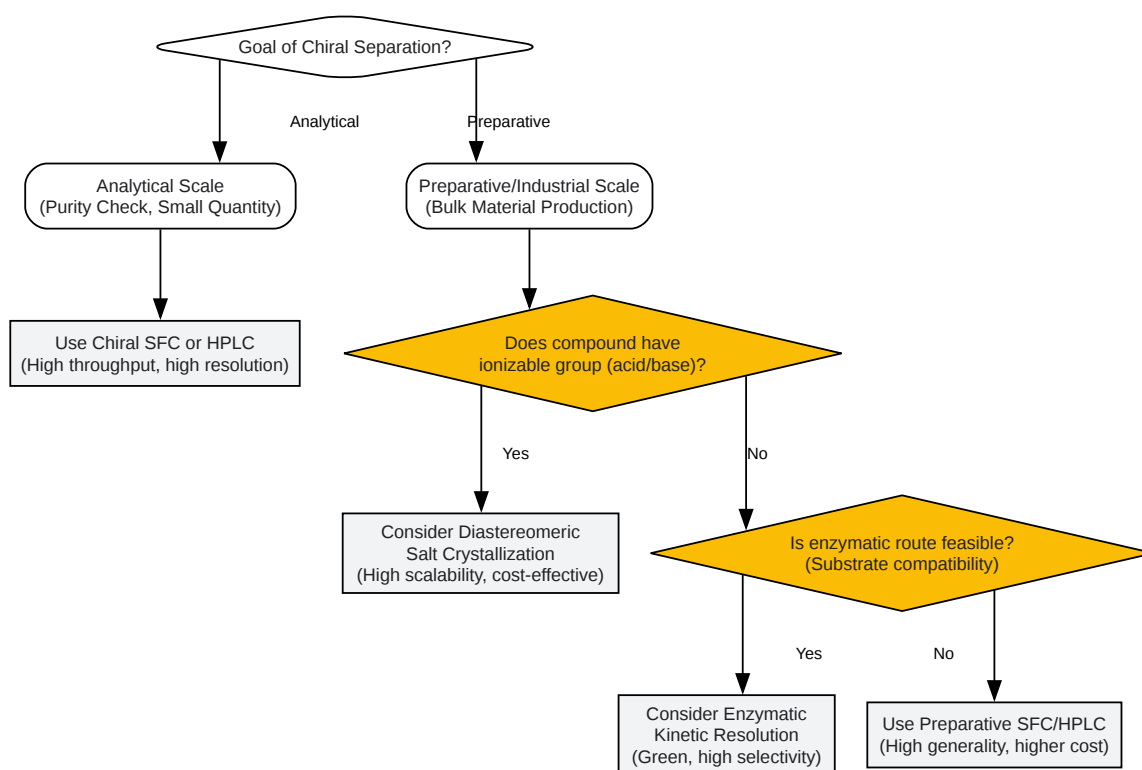 Goal of Chiral Separation?
Analytical
Preparative
Analytical Scale
(Purity Check, Small Quantity)
Preparative/Industrial Scale
(Bulk Material Production)
Use Chiral SFC or HPLC
(High throughput, high resolution)
Does compound have
ionizable group (acid/base)?
Yes
No
Consider Diastereomeric
Salt Crystallization
(High scalability, cost-effective)
Is enzymatic route feasible?
(Substrate compatibility)
Yes
No
Consider Enzymatic
Kinetic Resolution
(Green, high selectivity)
Use Preparative SFC/HPLC
(High generality, higher cost)